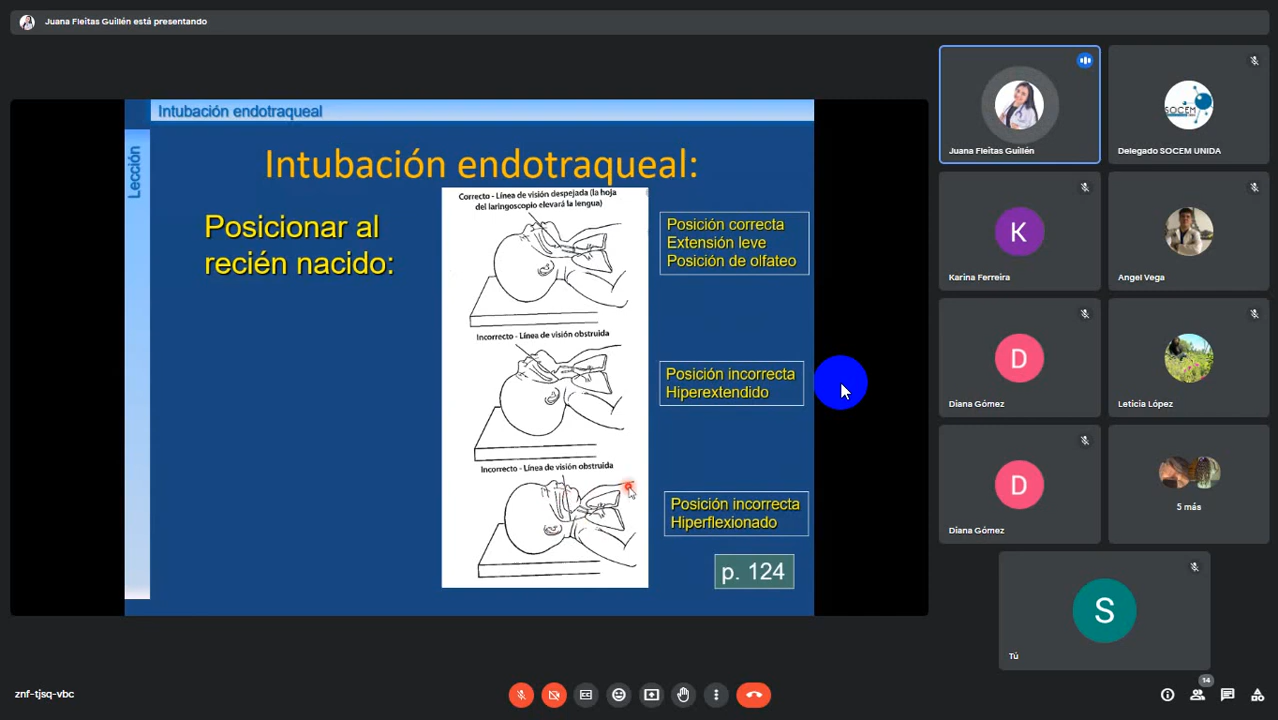 Juana Fleitas Guillén está presentando
Intubación endotraqueal
Lección
Intubación endotraqueal:
Posicionar al
recién nacido:
Correcto - Línea de visión despejada (la hoja
del laringoscopio elevará la lengua)
Posición correcta
Extensión leve
Posición de olfateo
Incorrecto - Línea de visión obstruida
Posición incorrecta
Hiperextendido
Incorrecto - Línea de visión obstruida
Posición incorrecta
Hiperflexionado
p. 124
Juana Fleitas Guillén
SOCEM
Delegado SOCEM UNIDA
K
Karina Ferreira
Angel Vega
D
Diana Gómez
Leticia López
D
Diana Gómez
5 más
S
Tú
znf-tjsq-vbc
14